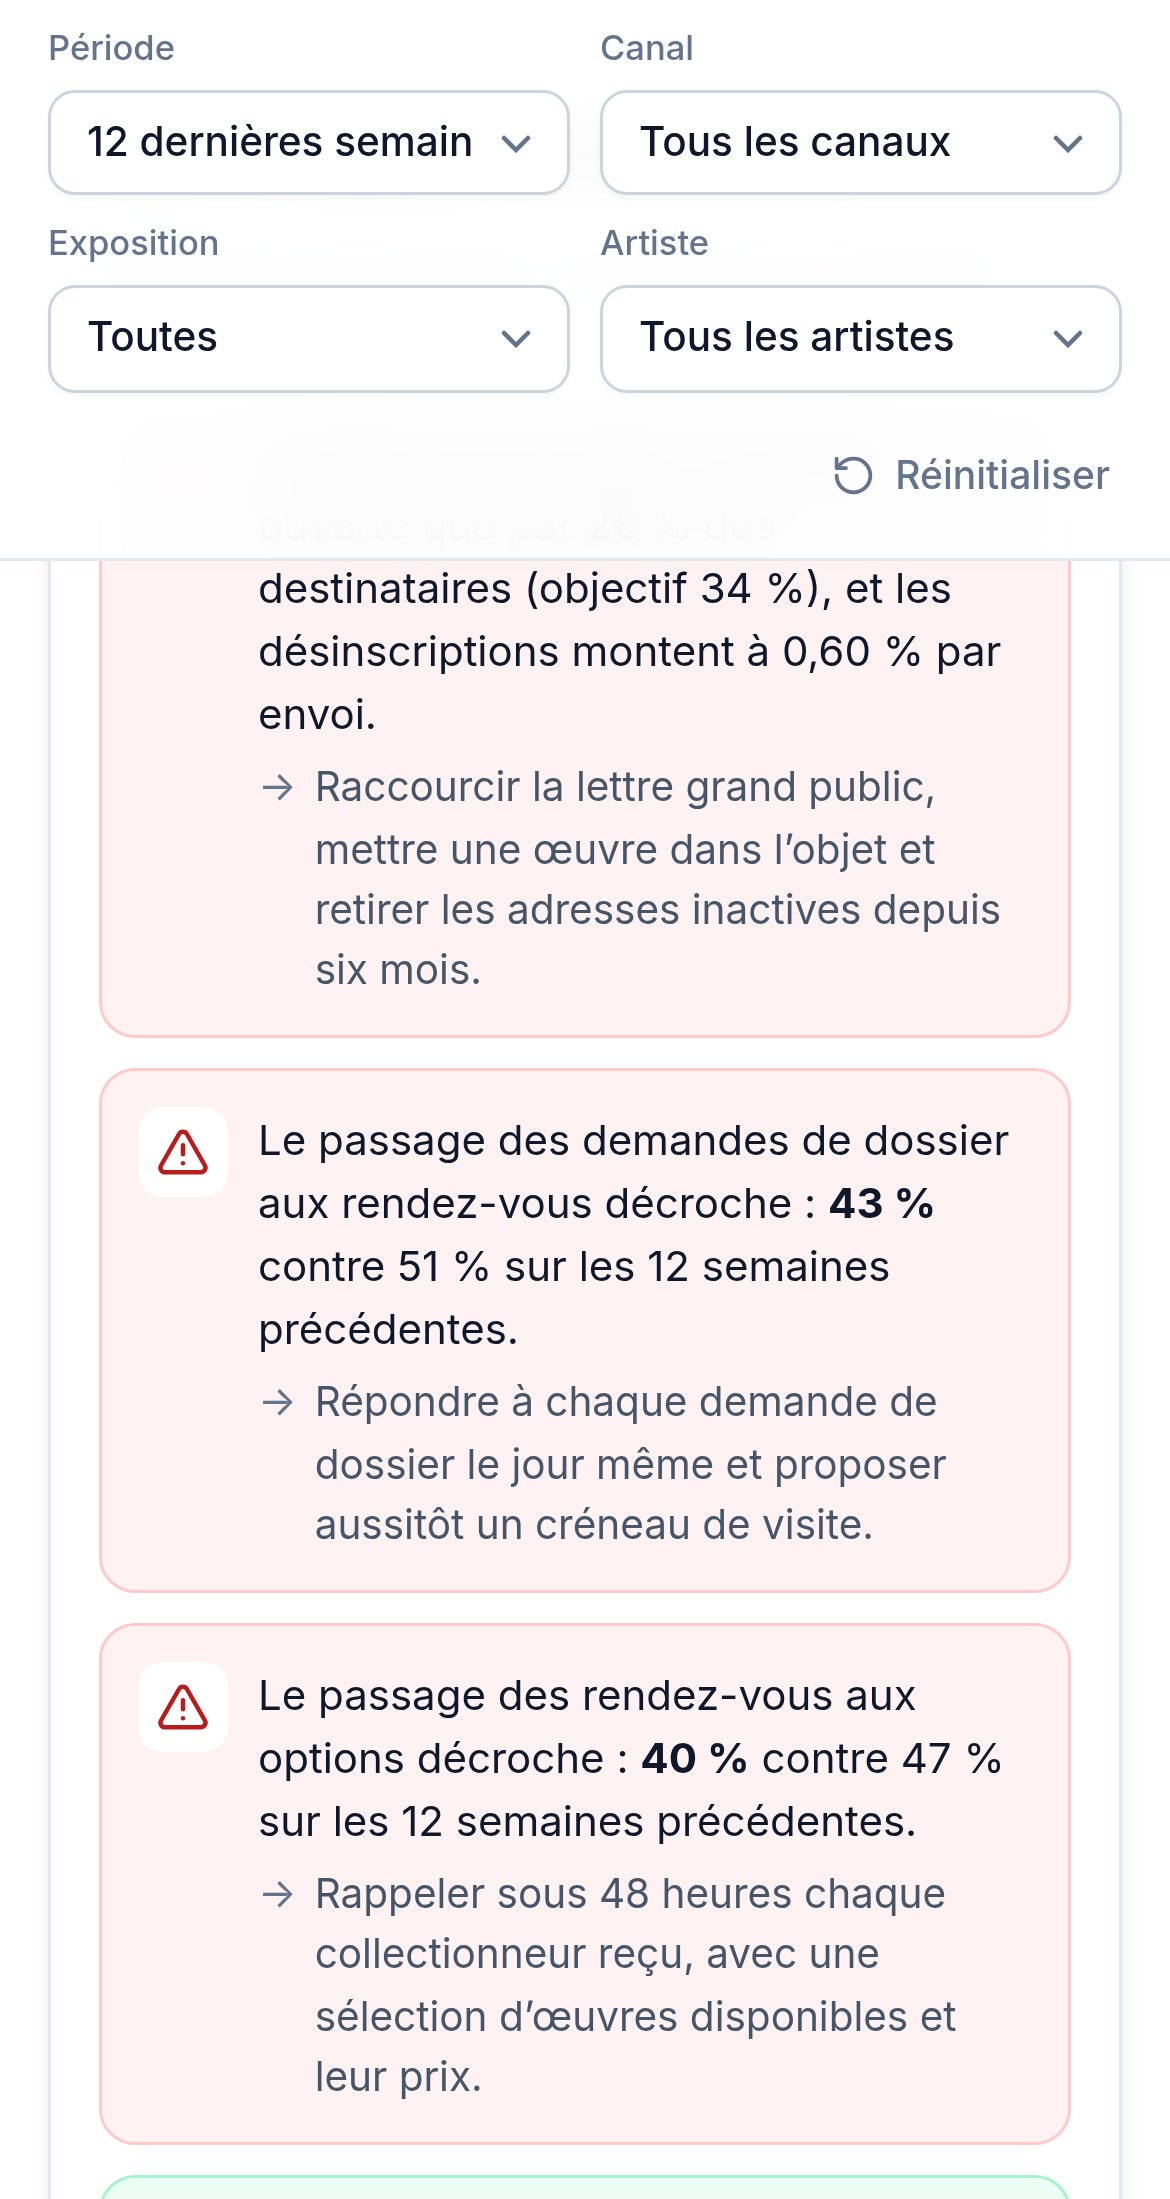 Période
Canal
12 dernières semain
Tous les canaux
Exposition
Artiste
Toutes
Tous les artistes
Réinitialiser
ouverte que par 26 % des
destinataires (objectif 34 %), et les
désinscriptions montent à 0,60 % par
envoi.
→ Raccourcir la lettre grand public,
mettre une œuvre dans l’objet et
retirer les adresses inactives depuis
six mois.
Le passage des demandes de dossier
aux rendez-vous décroche : 43 %
contre 51 % sur les 12 semaines
précédentes.
→ Répondre à chaque demande de
dossier le jour même et proposer
aussitôt un créneau de visite.
Le passage des rendez-vous aux
options décroche : 40 % contre 47 %
sur les 12 semaines précédentes.
→ Rappeler sous 48 heures chaque
collectionneur reçu, avec une
sélection d’œuvres disponibles et
leur prix.